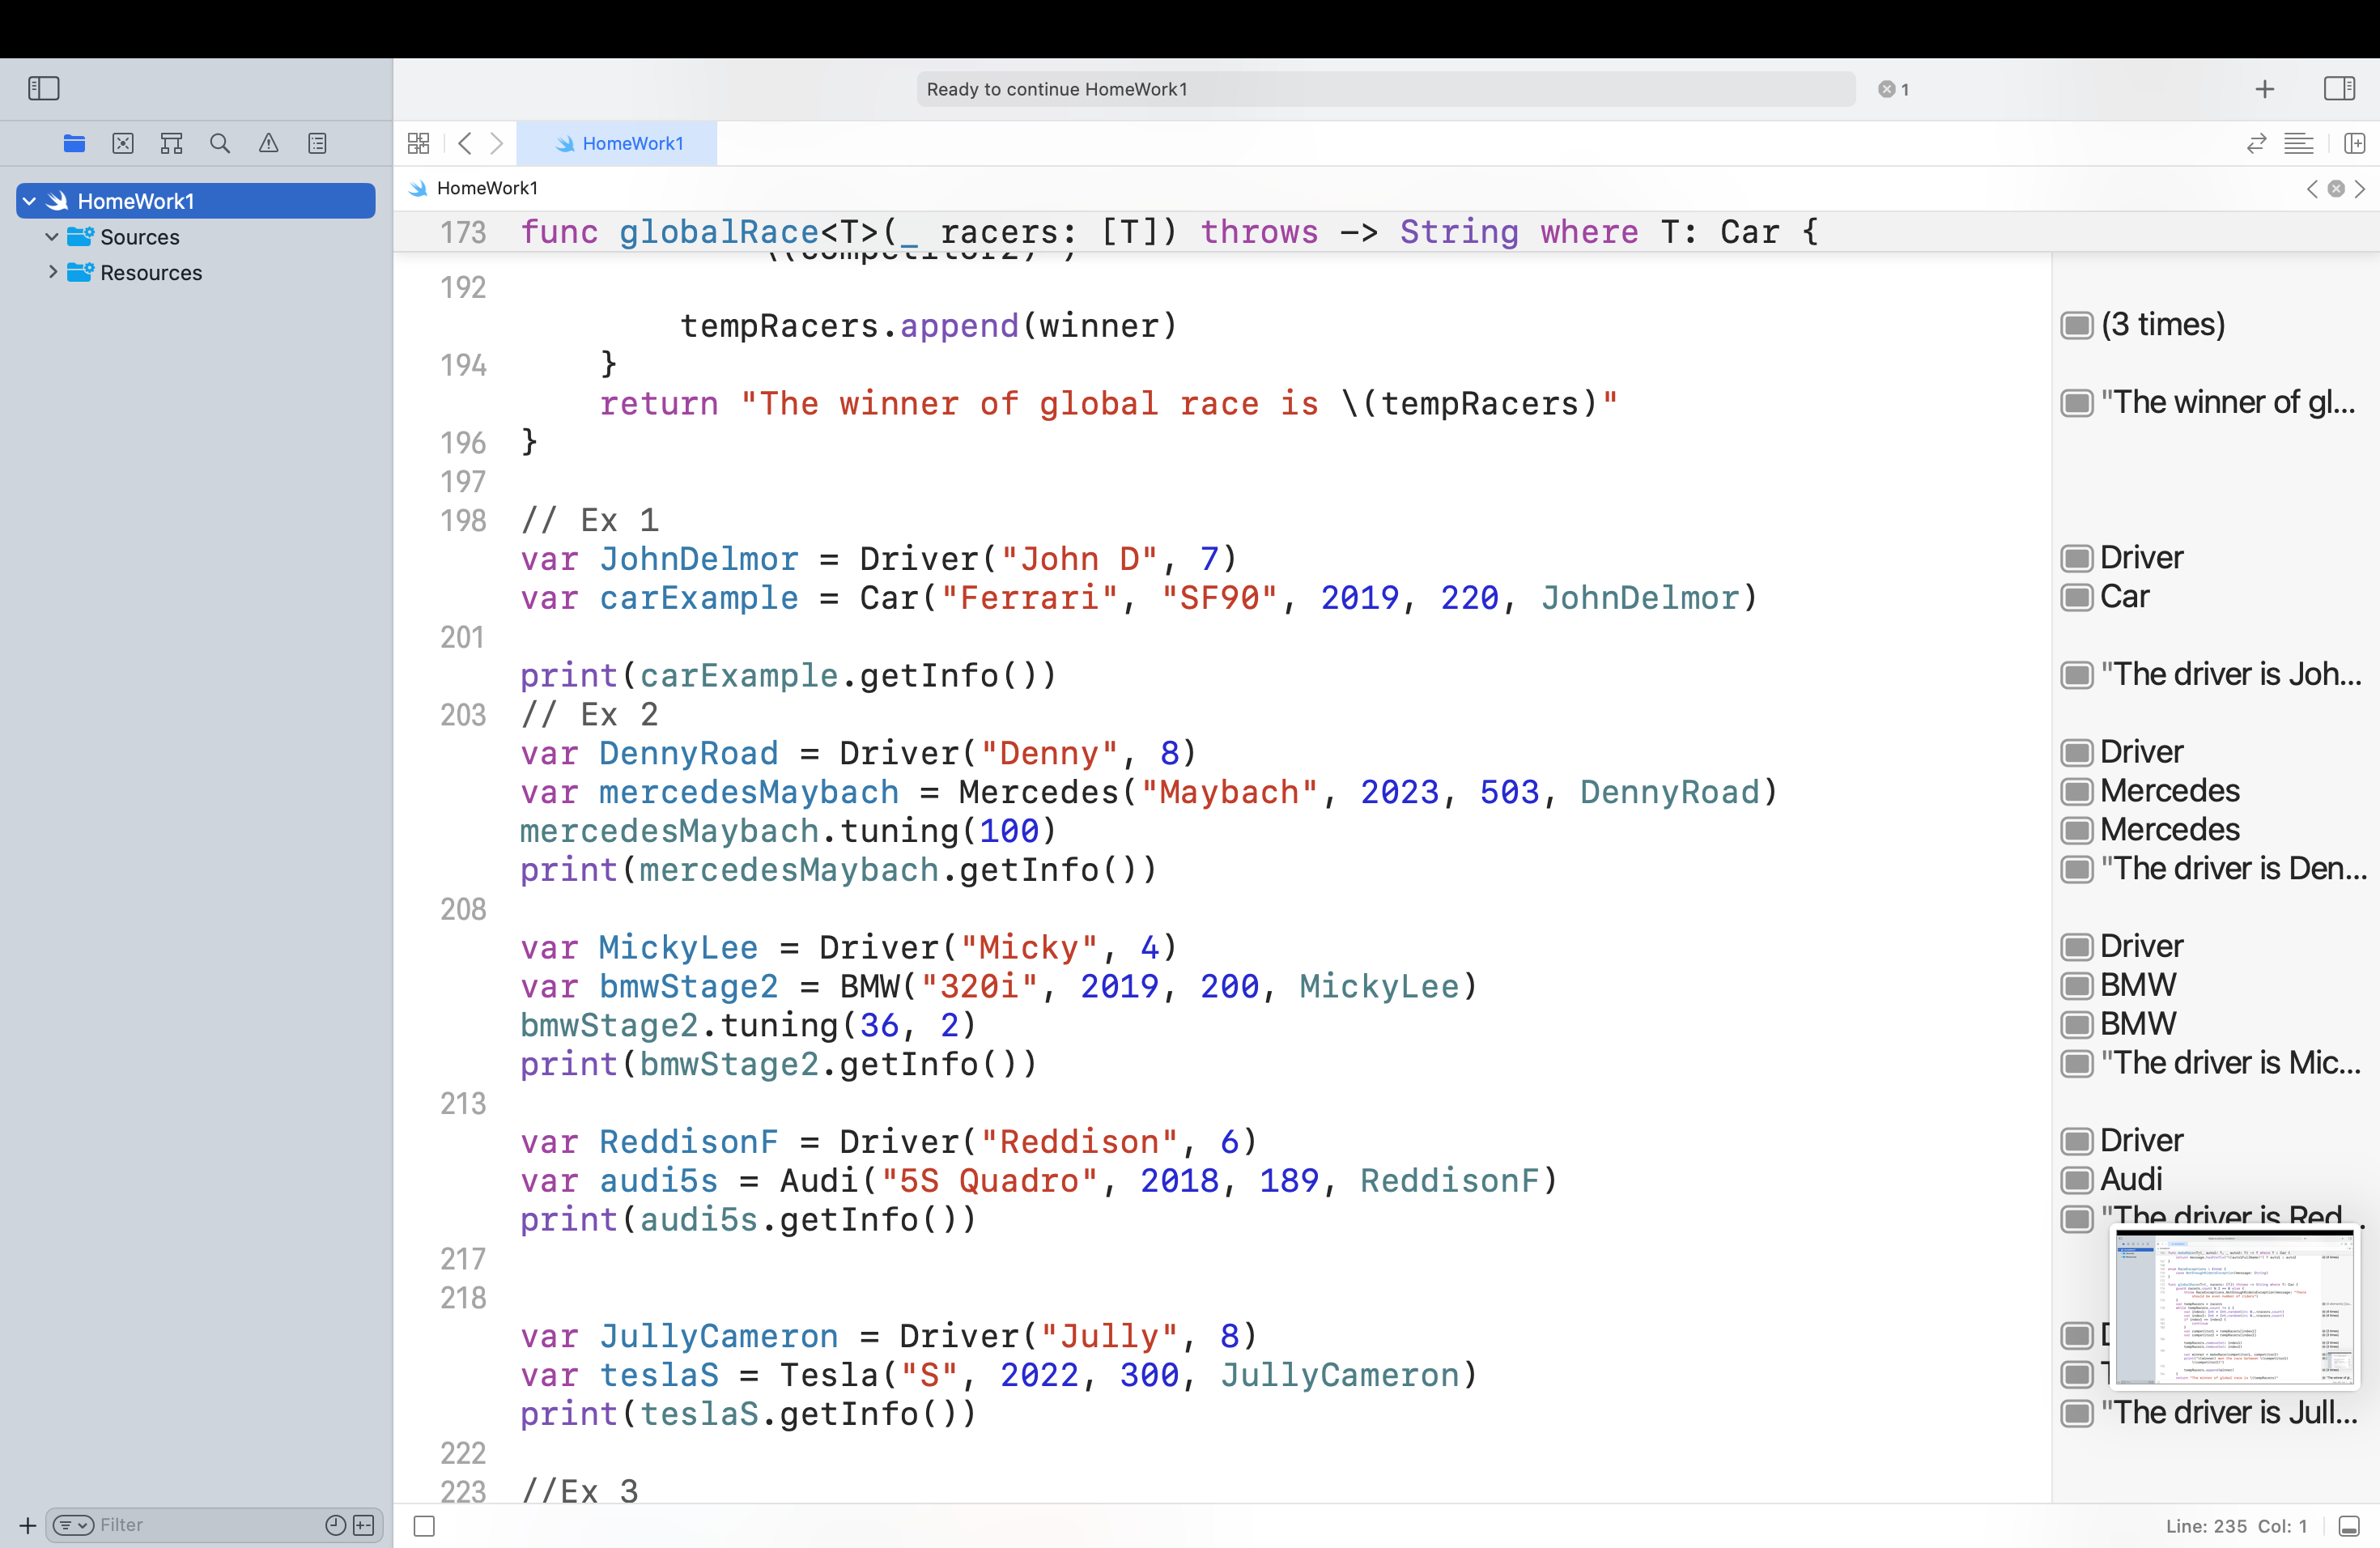 Ready to continue HomeWork1
1
HomeWork1
HomeWork1
HomeWork1
Sources
Resources
173 func globalRace<T>(_ racers: [T]) throws -> String where T: Car {
\(competitor2)")
192
tempRacers.append(winner)
(3 times)
194 }
return "The winner of global race is \(tempRacers)"
"The winner of gl...
196 }
197
198 // Ex 1
var JohnDelmor = Driver("John D", 7)
Driver
var carExample = Car("Ferrari", "SF90", 2019, 220, JohnDelmor)
Car
201
print(carExample.getInfo())
"The driver is Joh...
203 // Ex 2
var DennyRoad = Driver("Denny", 8)
Driver
var mercedesMaybach = Mercedes("Maybach", 2023, 503, DennyRoad)
Mercedes
mercedesMaybach.tuning(100)
Mercedes
print(mercedesMaybach.getInfo())
"The driver is Den...
208
var MickyLee = Driver("Micky", 4)
Driver
var bmwStage2 = BMW("320i", 2019, 200, MickyLee)
BMW
bmwStage2.tuning(36, 2)
BMW
print(bmwStage2.getInfo())
"The driver is Mic...
213
var ReddisonF = Driver("Reddison", 6)
Driver
var audi5s = Audi("5S Quadro", 2018, 189, ReddisonF)
Audi
print(audi5s.getInfo())
"The driver is Red...
217
218
var JullyCameron = Driver("Jully", 8)
var teslaS = Tesla("S", 2022, 300, JullyCameron)
print(teslaS.getInfo())
"The driver is Jull...
222
223 //Ex 3
Filter
Line: 235 Col: 1